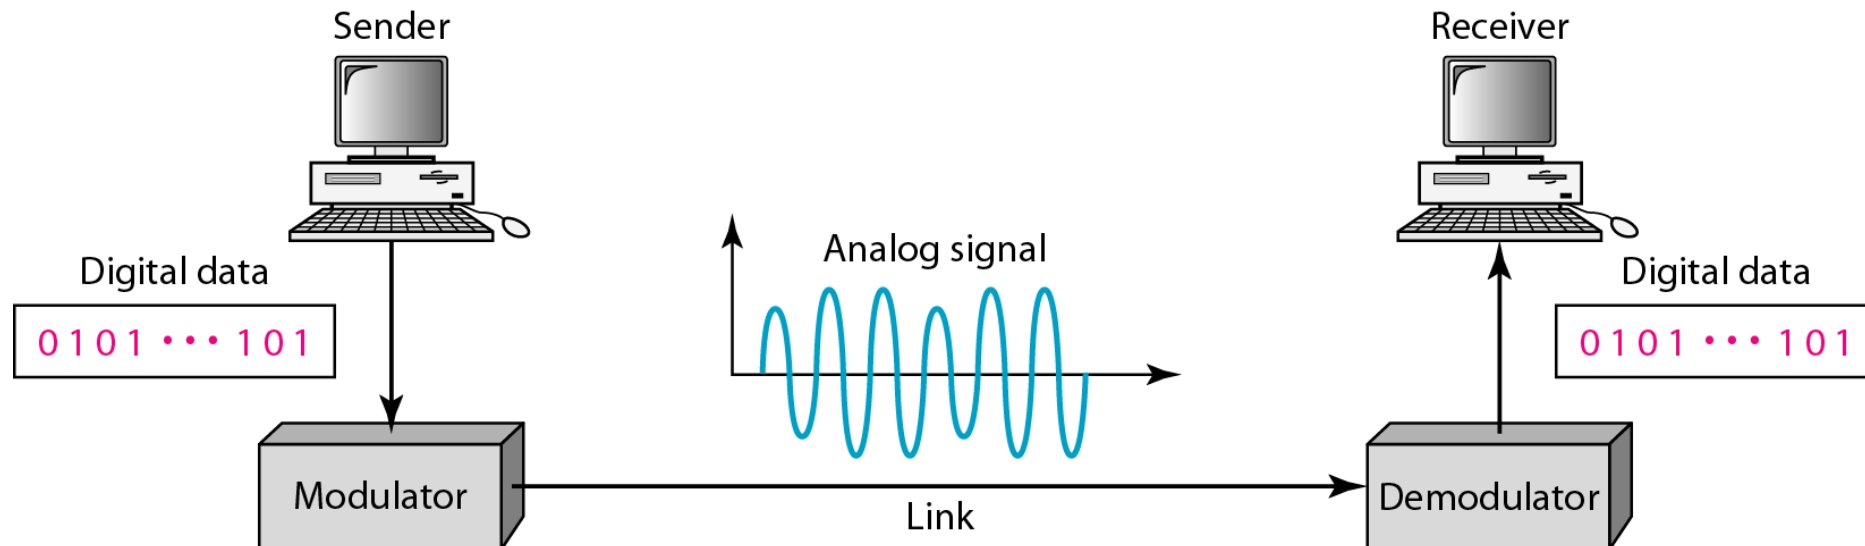 Sender
Receiver
Digital data
0101 ··· 101
Analog signal
Digital data
0101 ··· 101
Modulator
Link
Demodulator